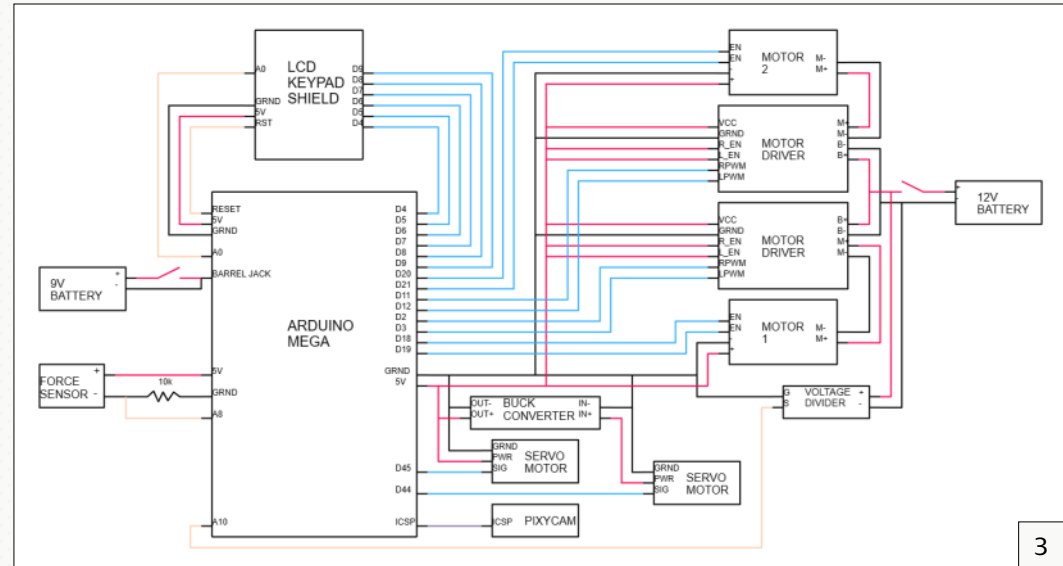 LCD
KEYPAD
SHIELD
A0
GRND
5V
RST
D9
D8
D7
D6
D5
D4
ARDUINO
MEGA
RESET
5V
GRND
A0
BARREL JACK
5V
GRND
A8
A10
D4
D5
D6
D7
D8
D9
D20
D21
D11
D12
D2
D3
D18
D19
GRND
5V
D45
D44
ICSP
9V
BATTERY
+
-
FORCE
SENSOR
+
-
10k
MOTOR
2
EN
EN
-
+
M-
M+
MOTOR
DRIVER
VCC
GRND
R_EN
L_EN
RPWM
LPWM
M+
M-
B-
B+
MOTOR
DRIVER
VCC
GRND
R_EN
L_EN
RPWM
LPWM
B+
B-
M+
M-
MOTOR
1
EN
EN
-
+
M-
M+
12V
BATTERY
+
-
VOLTAGE
DIVIDER
G
S
+
-
BUCK
CONVERTER
OUT-
OUT+
IN-
IN+
SERVO
MOTOR
GRND
PWR
SIG
SERVO
MOTOR
GRND
PWR
SIG
ICSP PIXYCAM
3